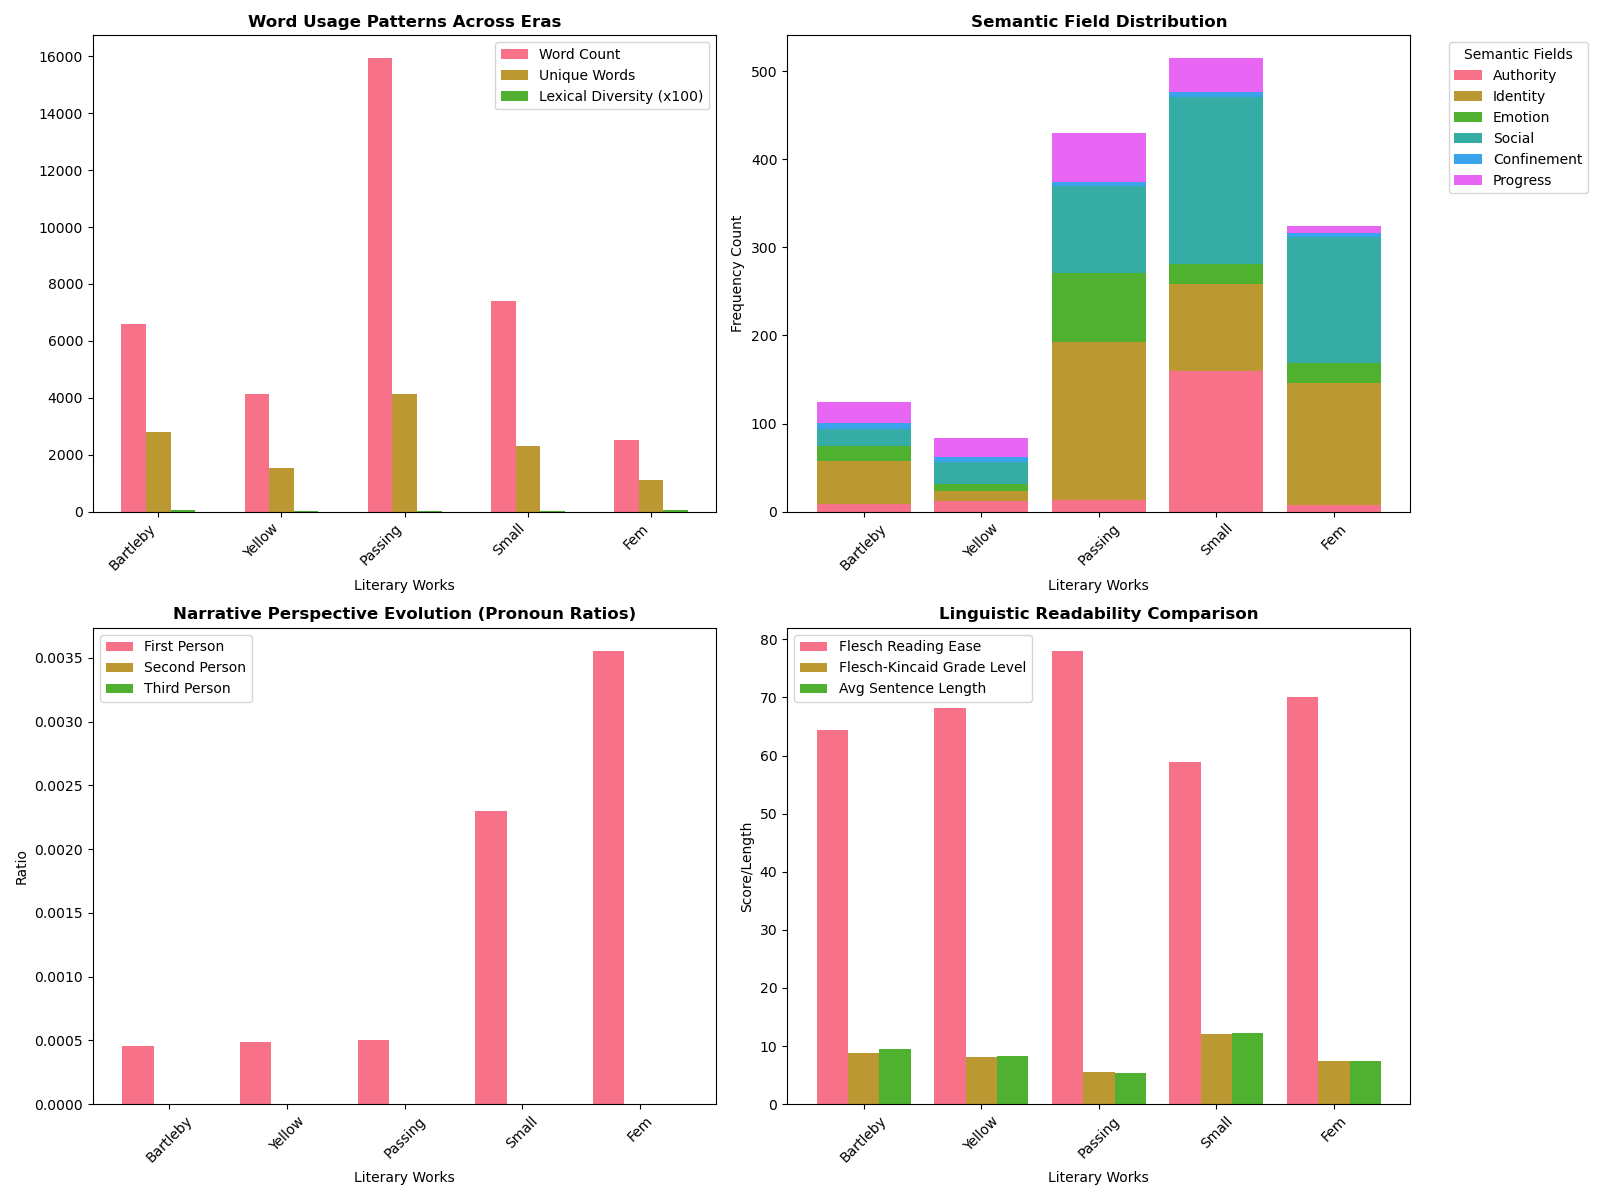 Word Usage Patterns Across Eras
16000
14000
12000
10000
8000
6000
4000
2000
0
Word Count
Unique Words
Lexical Diversity (x100)
Bartleby
Yellow
Passing
Small
Fem
Literary Works
Semantic Field Distribution
Frequency Count
500
400
300
200
100
0
Bartleby
Yellow
Passing
Small
Fem
Literary Works
Semantic Fields
Authority
Identity
Emotion
Social
Confinement
Progress
Narrative Perspective Evolution (Pronoun Ratios)
Ratio
0.0035
0.0030
0.0025
0.0020
0.0015
0.0010
0.0005
0.0000
First Person
Second Person
Third Person
Bartleby
Yellow
Passing
Small
Fem
Literary Works
Linguistic Readability Comparison
Score/Length
80
70
60
50
40
30
20
10
0
Flesch Reading Ease
Flesch-Kincaid Grade Level
Avg Sentence Length
Bartleby
Yellow
Passing
Small
Fem
Literary Works